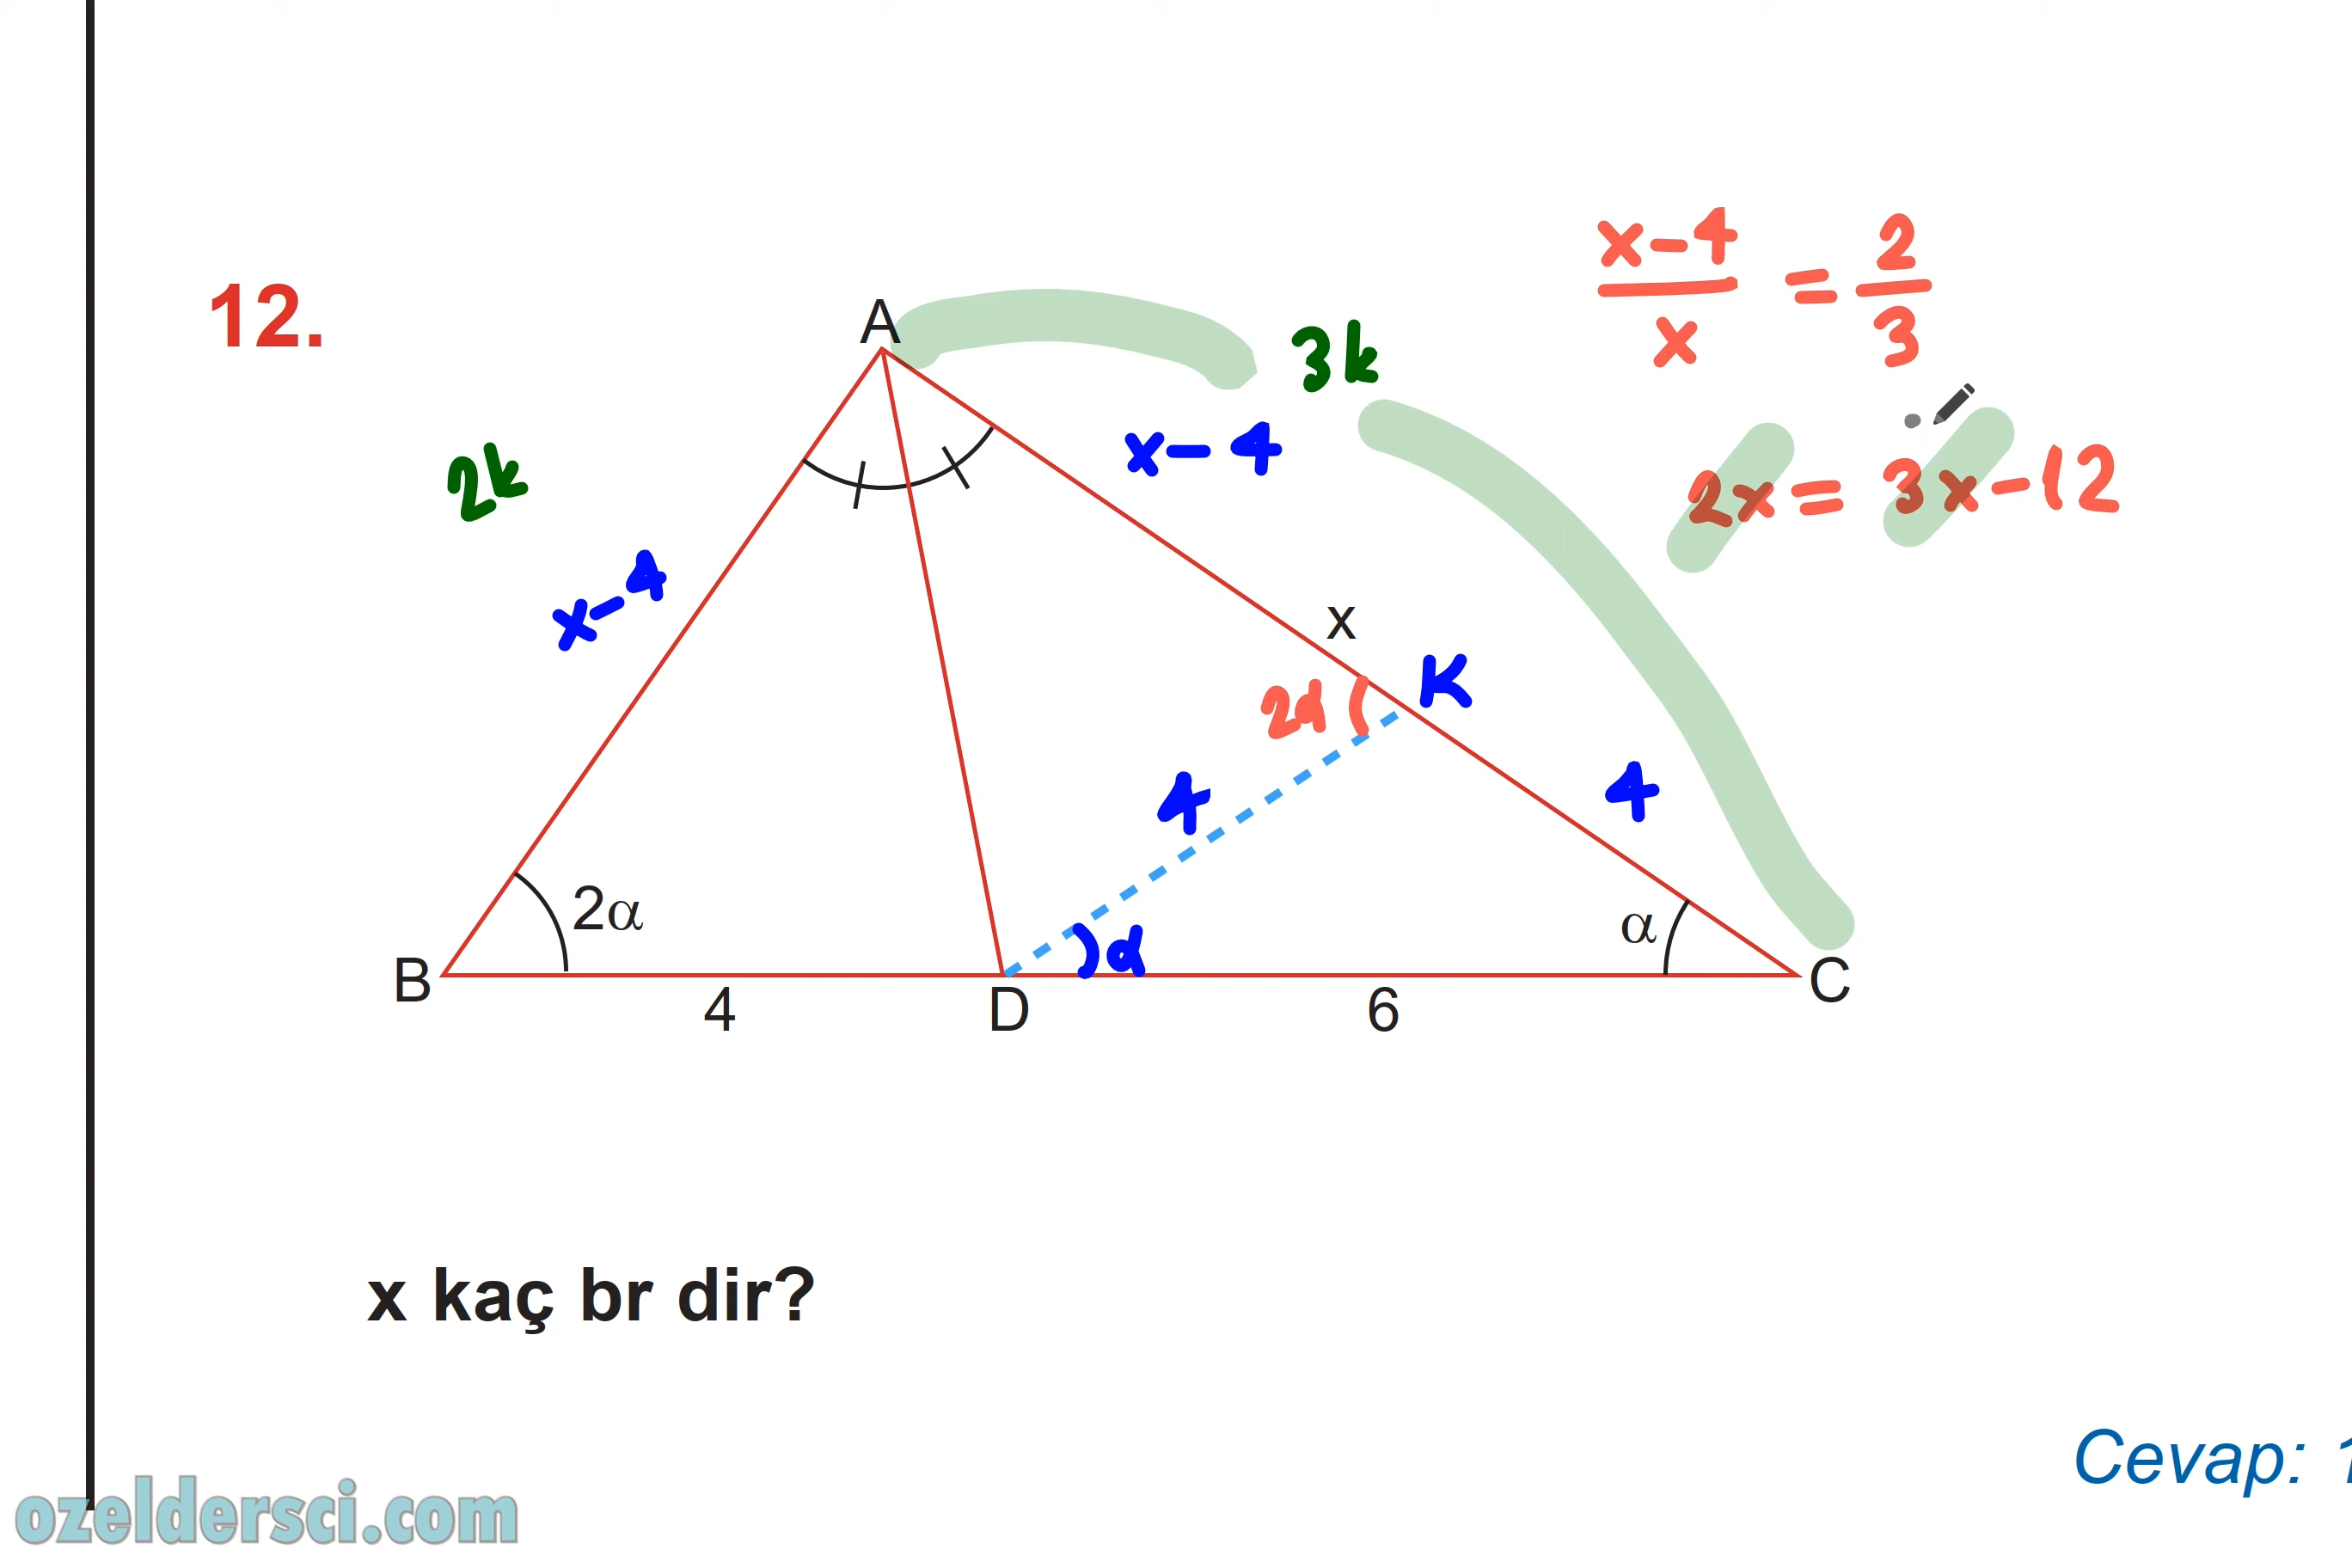 12.
A
3k
x-4
x
=
2
3
2x = 3x-12
2k
x-4
x-4
x
K
2α
4
4
2α
α
α
B
4
D
6
C
x kaç br dir?
Cevap: 1
ozeldersci.com